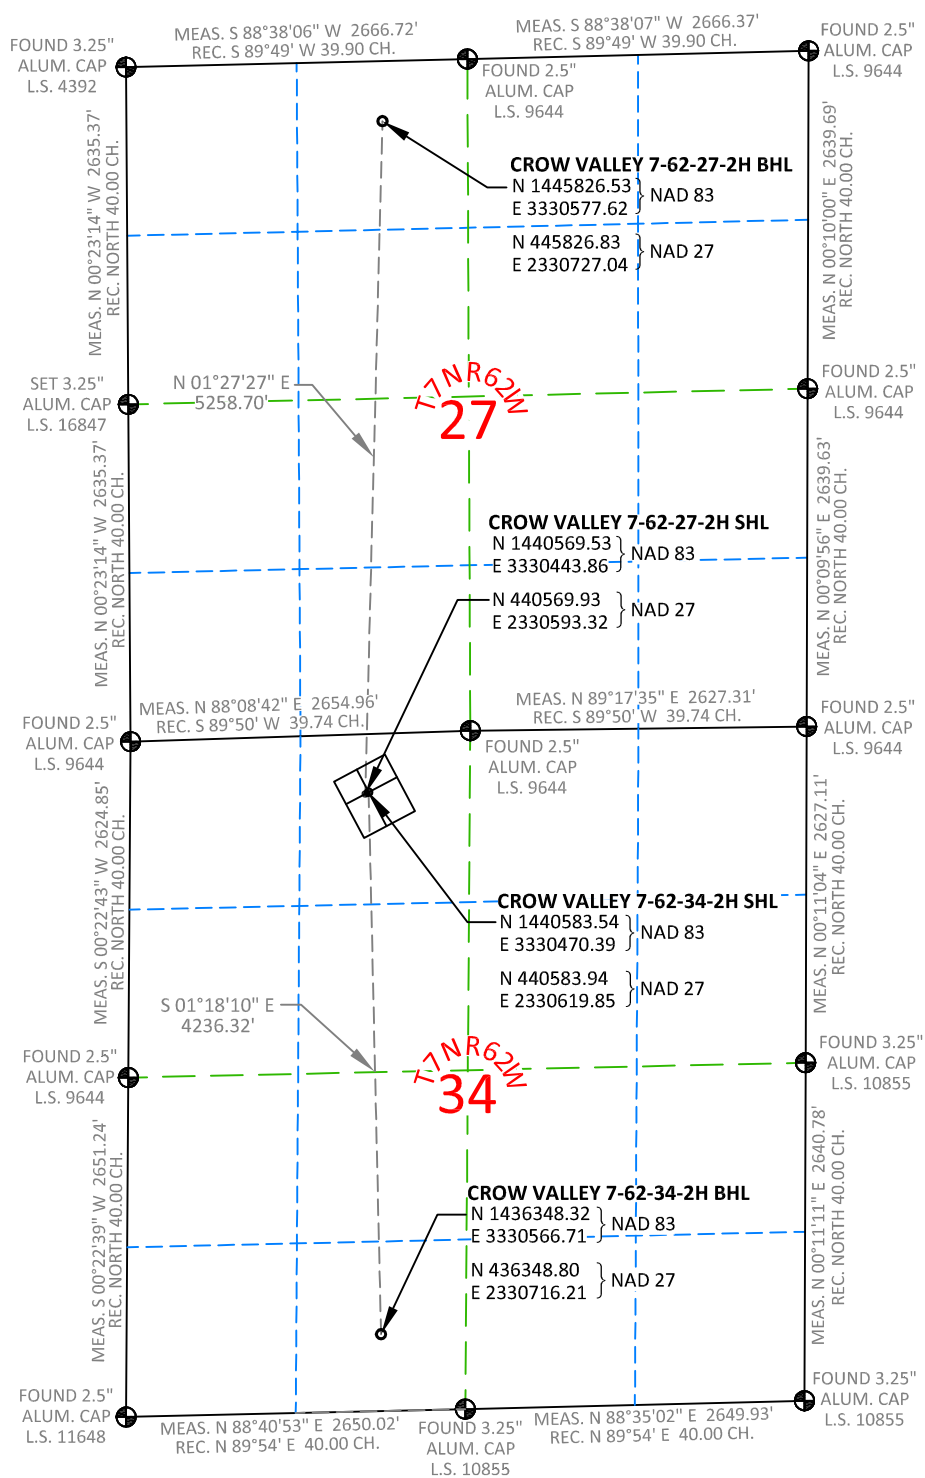 MEAS. S 88°38'06" W 2666.72'
REC. S 89°49' W 39.90 CH.
MEAS. S 88°38'07" W 2666.37'
REC. S 89°49' W 39.90 CH.
FOUND 3.25"
ALUM. CAP
L.S. 4392
FOUND 2.5"
ALUM. CAP
L.S. 9644
FOUND 2.5"
ALUM. CAP
L.S. 9644
MEAS. N 00°23'14" W 2635.37'
REC. NORTH 40.00 CH.
MEAS. N 00°10'00" E 2639.69'
REC. NORTH 40.00 CH.
CROW VALLEY 7-62-27-2H BHL
N 1445826.53
E 3330577.62
NAD 83
N 445826.83
E 2330727.04
NAD 27
SET 3.25"
ALUM. CAP
L.S. 16847
N 01°27'27" E
5258.70'
T7N R62W
27
FOUND 2.5"
ALUM. CAP
L.S. 9644
MEAS. N 00°23'14" W 2635.37'
REC. NORTH 40.00 CH.
MEAS. N 00°09'56" E 2639.63'
REC. NORTH 40.00 CH.
CROW VALLEY 7-62-27-2H SHL
N 1440569.53
E 3330443.86
NAD 83
N 440569.93
E 2330593.32
NAD 27
MEAS. N 88°08'42" E 2654.96'
REC. S 89°50' W 39.74 CH.
MEAS. N 89°17'35" E 2627.31'
REC. S 89°50' W 39.74 CH.
FOUND 2.5"
ALUM. CAP
L.S. 9644
FOUND 2.5"
ALUM. CAP
L.S. 9644
FOUND 2.5"
ALUM. CAP
L.S. 9644
MEAS. S 00°22'43" W 2624.85'
REC. NORTH 40.00 CH.
MEAS. N 00°11'04" E 2627.11'
REC. NORTH 40.00 CH.
CROW VALLEY 7-62-34-2H SHL
N 1440583.54
E 3330470.39
NAD 83
N 440583.94
E 2330619.85
NAD 27
S 01°18'10" E
4236.32'
FOUND 2.5"
ALUM. CAP
L.S. 9644
T7N R62W
34
FOUND 3.25"
ALUM. CAP
L.S. 10855
MEAS. S 00°22'39" W 2651.24'
REC. NORTH 40.00 CH.
MEAS. N 00°11'11" E 2640.78'
REC. NORTH 40.00 CH.
CROW VALLEY 7-62-34-2H BHL
N 1436348.32
E 3330566.71
NAD 83
N 436348.80
E 2330716.21
NAD 27
FOUND 2.5"
ALUM. CAP
L.S. 11648
MEAS. N 88°40'53" E 2650.02'
REC. N 89°54' E 40.00 CH.
FOUND 3.25"
ALUM. CAP
L.S. 10855
MEAS. N 88°35'02" E 2649.93'
REC. N 89°54' E 40.00 CH.
FOUND 3.25"
ALUM. CAP
L.S. 10855